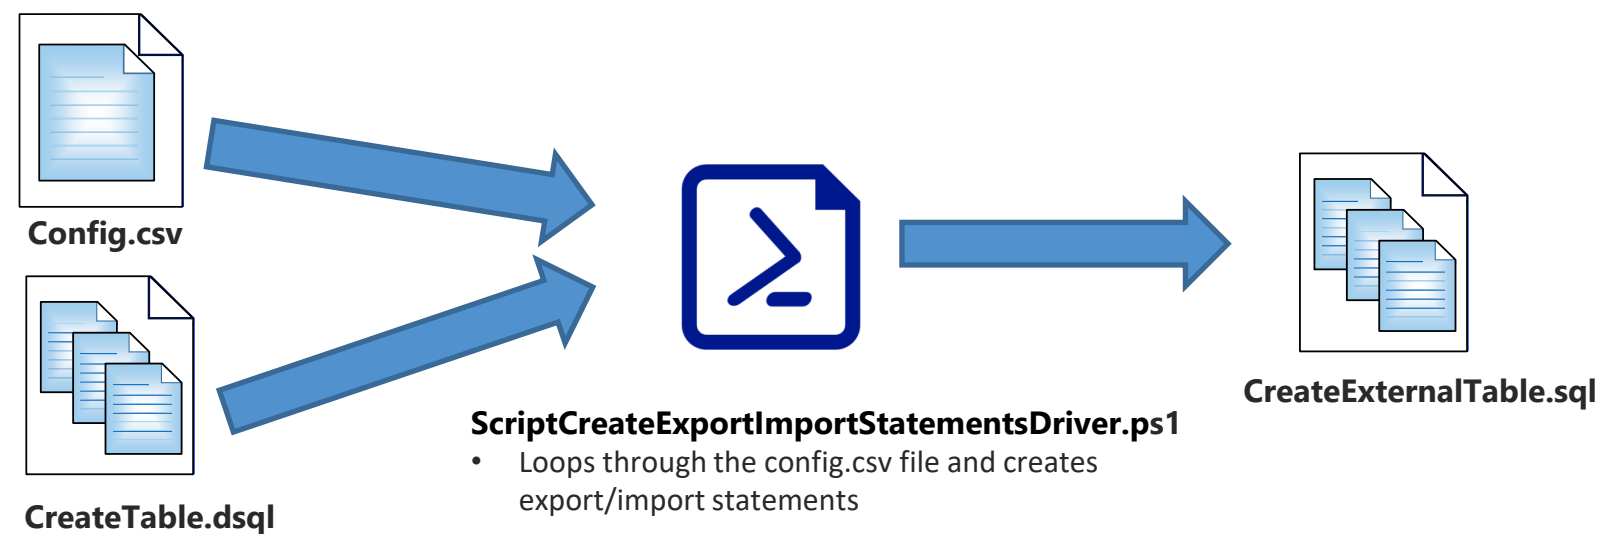 Config.csv
CreateTable.dsql
ScriptCreateExportImportStatementsDriver.ps1
• Loops through the config.csv file and creates
export/import statements
CreateExternalTable.sql